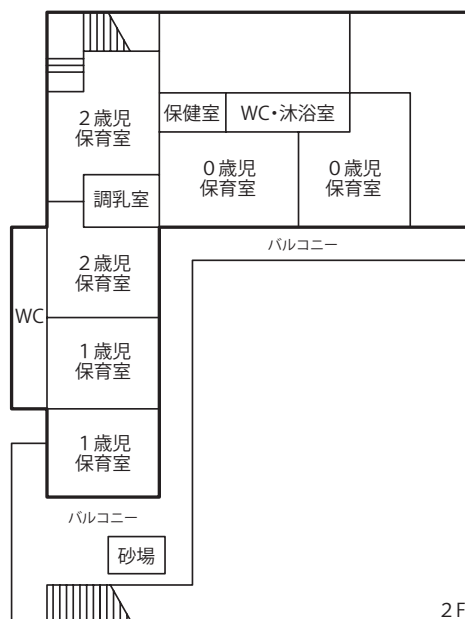 保健室
WC・沐浴室
２歳児
保育室
０歳児
保育室
０歳児
保育室
調乳室
バルコニー
２歳児
保育室
WC
１歳児
保育室
１歳児
保育室
バルコニー
砂場
２F